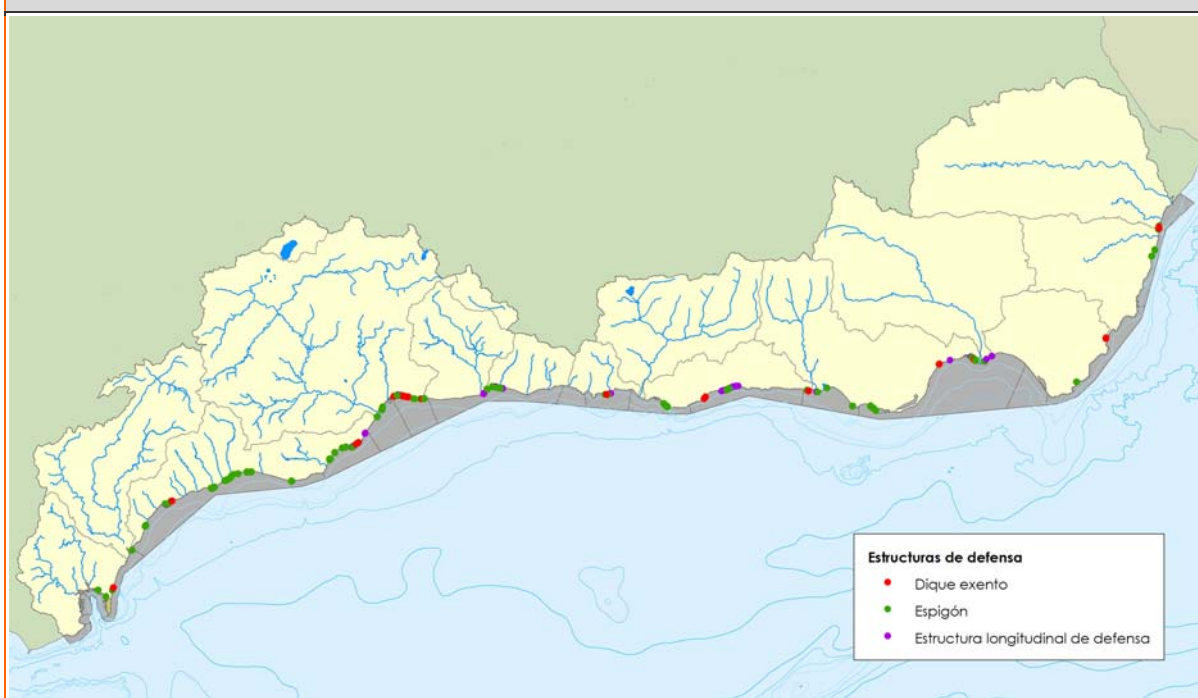 Estructuras de defensa
Dique exento
Espigón
Estructura longitudinal de defensa